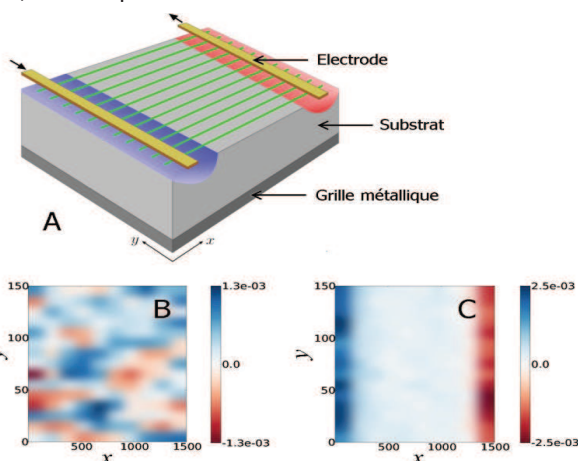 Electrode
Substrat
Grille métallique
A
y
x
150
100
50
0
y
B
500
1000
1500
x
1.3e-03
0.0
-1.3e-03
150
100
50
0
y
C
500
1000
1500
x
2.5e-03
0.0
-2.5e-03